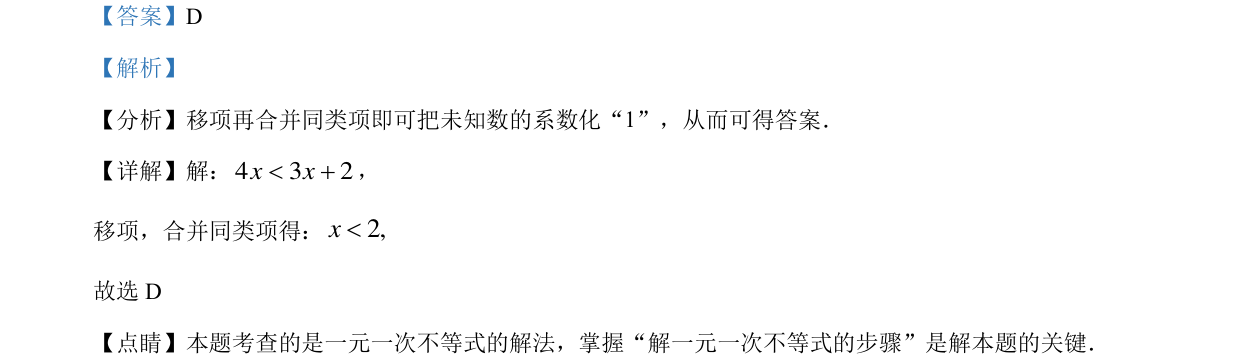 【答案】D
【解析】
【分析】移项再合并同类项即可把未知数的系数化“1”，从而可得答案．
【详解】解：4x < 3x + 2，
移项，合并同类项得：x < 2,
故选 D
【点睛】本题考查的是一元一次不等式的解法，掌握“解一元一次不等式的步骤”是解本题的关键．